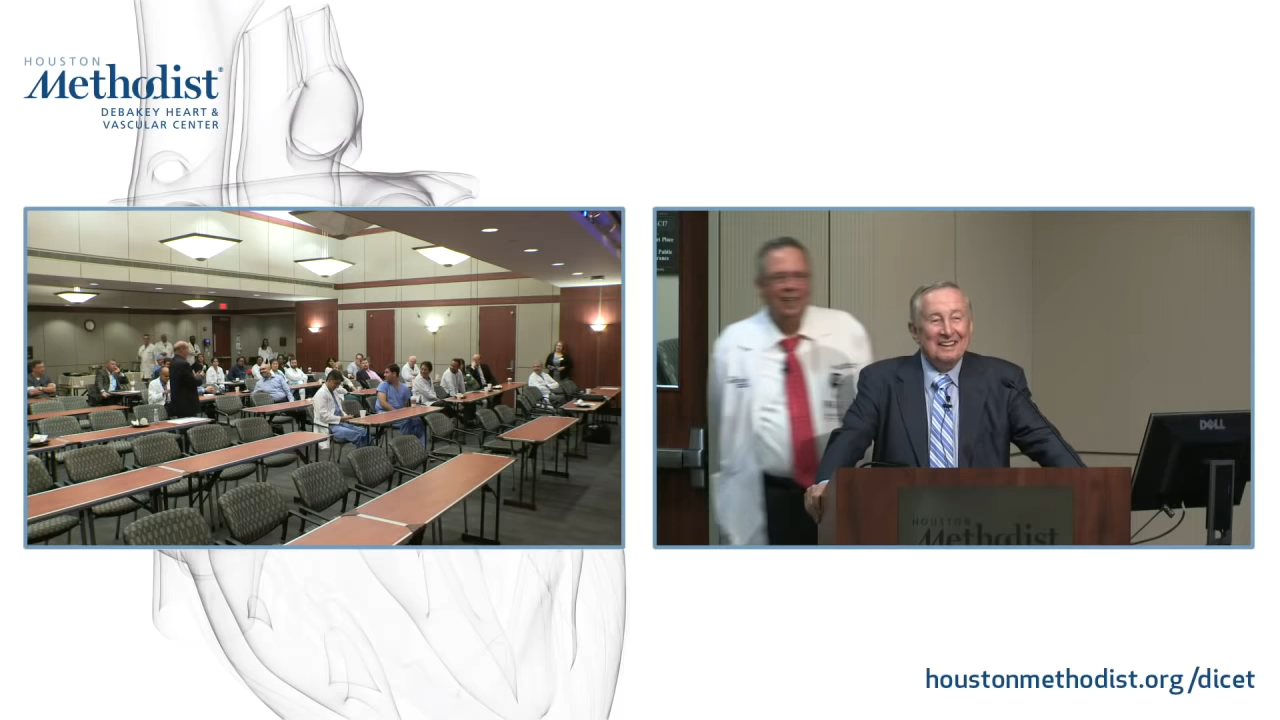 HOUSTON
Methodist®
DEBAKEY HEART &
VASCULAR CENTER
DELL
HOUSTON
Methodist
houstonmethodist.org/dicet